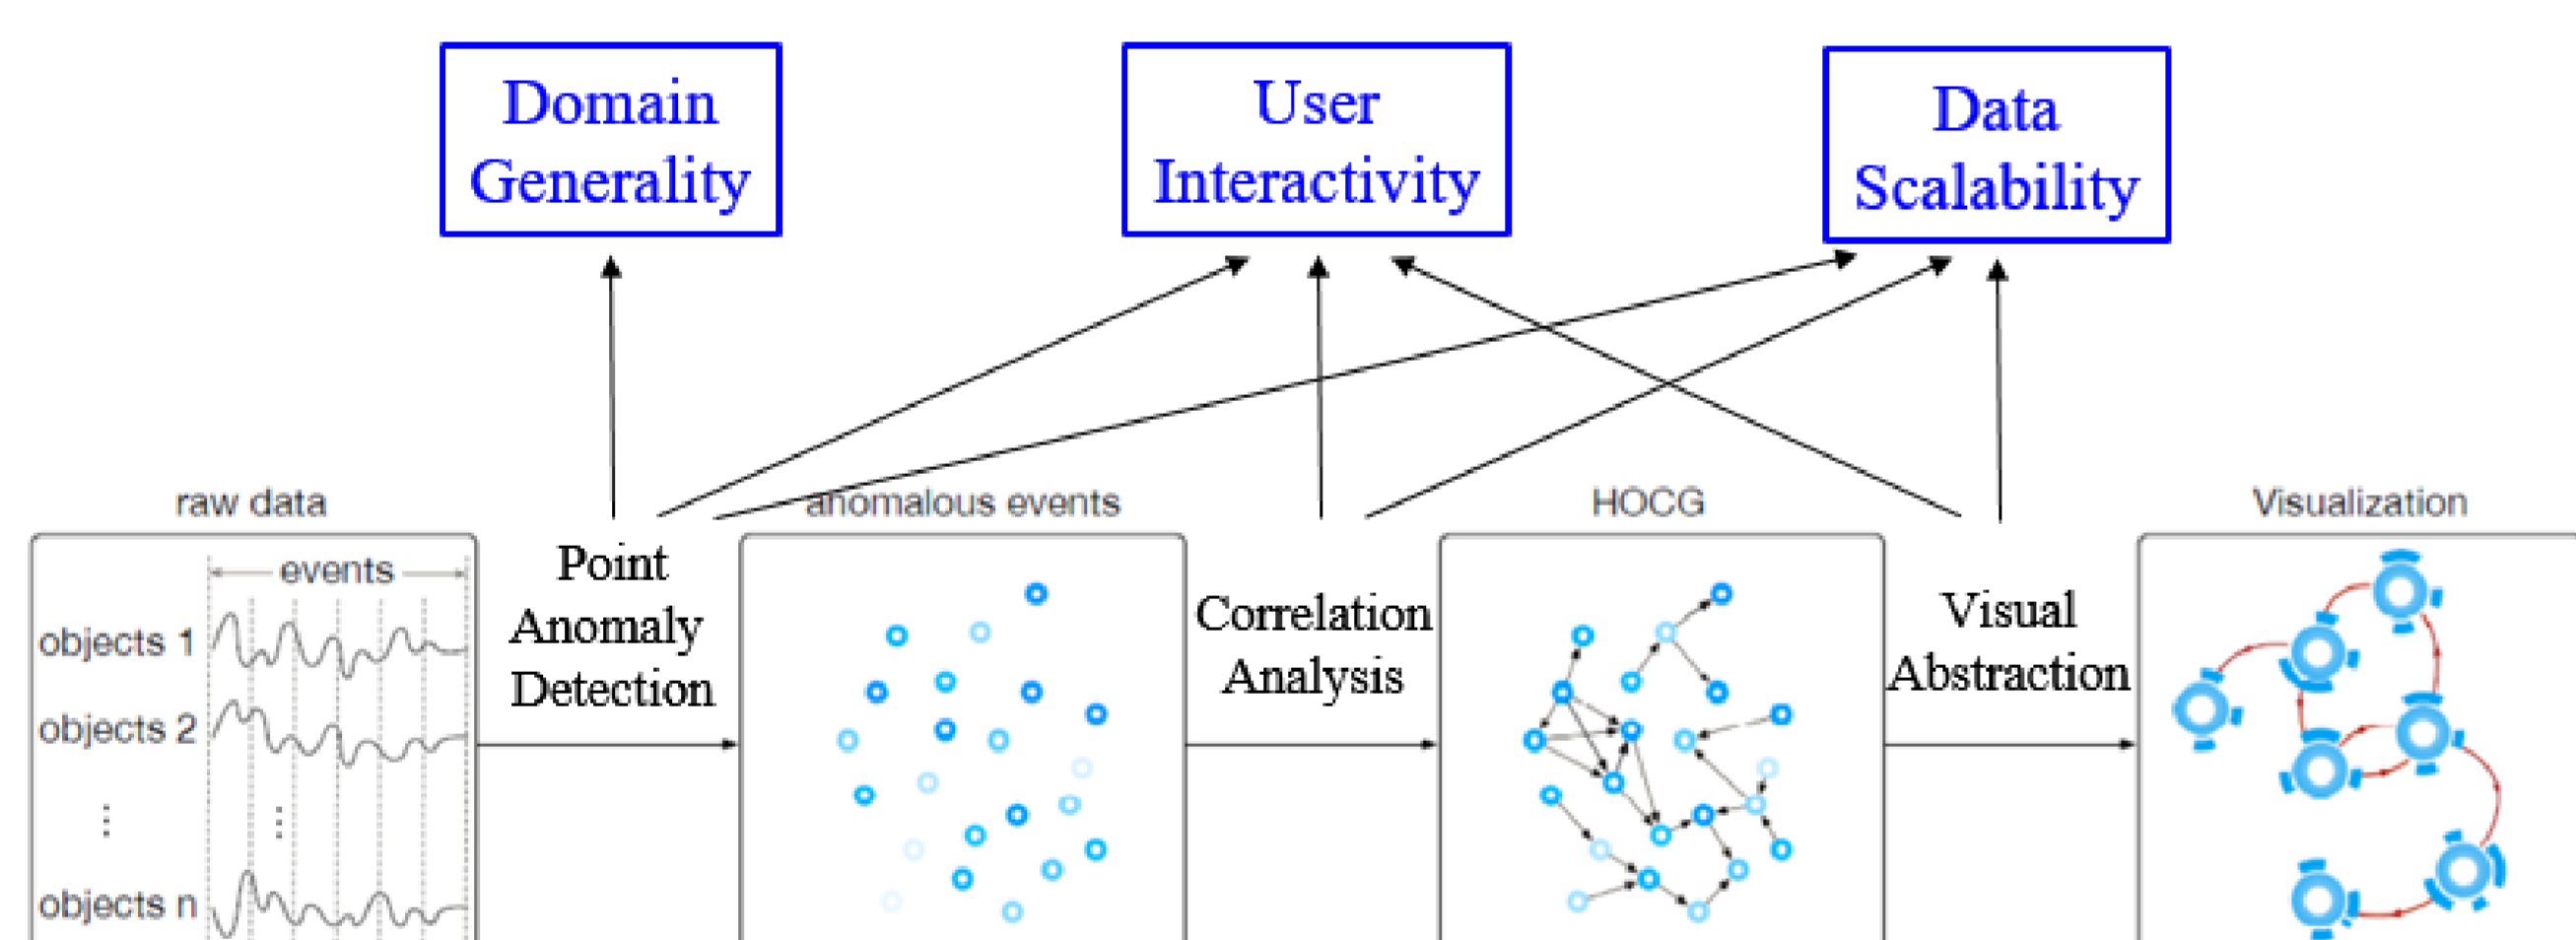 Domain
Generality
User
Interactivity
Data
Scalability
raw data
anomalous events
HOCG
Visualization
events
objects 1
objects 2
objects n
Point
Anomaly
Detection
Correlation
Analysis
Visual
Abstraction